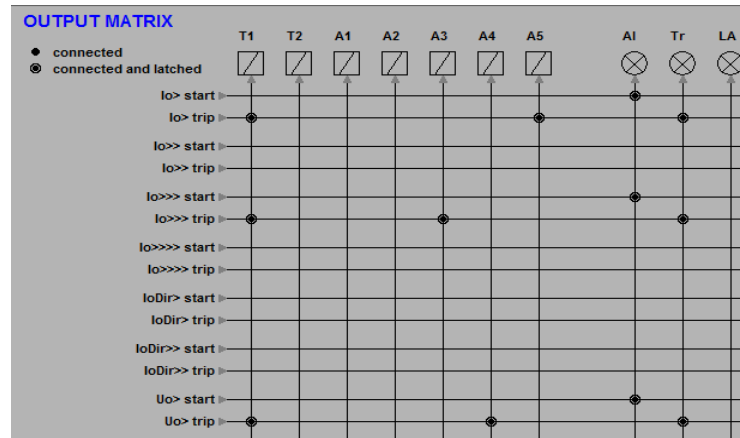 OUTPUT MATRIX
T1 T2 A1 A2 A3 A4 A5 Al Tr LA
connected
connected and latched
Io> start
Io> trip
Io>> start
Io>> trip
Io>>> start
Io>>> trip
Io>>>> start
Io>>>> trip
IoDir> start
IoDir> trip
IoDir>> start
IoDir>> trip
Uo> start
Uo> trip